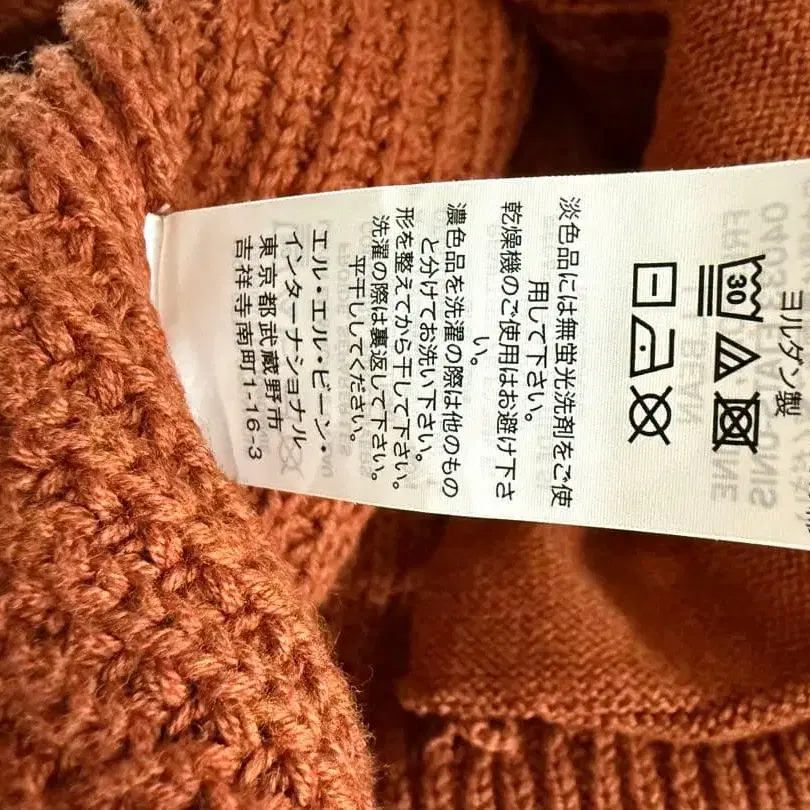 ヨルダン製
30
淡色品には無蛍光洗剤をご使
用して下さい。
乾燥機のご使用はお避け下さ
い。
濃色品を洗濯の際は他のもの
と分けてお洗い下さい。
形を整えてから干して下さい。
洗濯の際は裏返して下さい。
平干ししてください。
エル・エル・ビーン・
インターナショナル
東京都武蔵野市
吉祥寺南町1-16-3